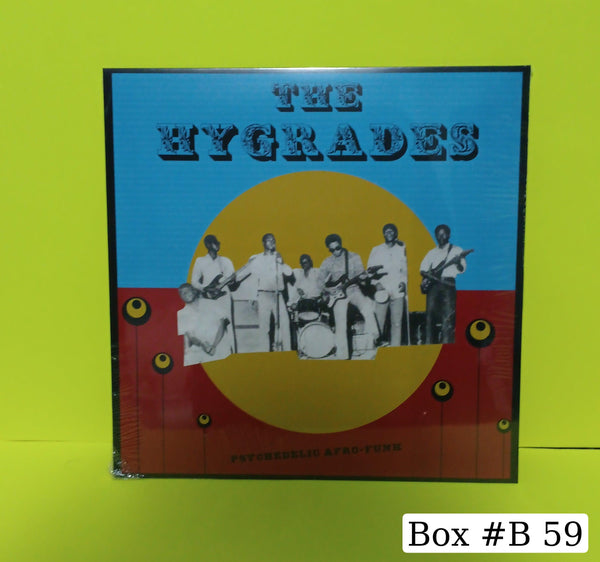 THE
HYGRADES
PSYCHEDELIC AFRO-FUNK
Box #B 59